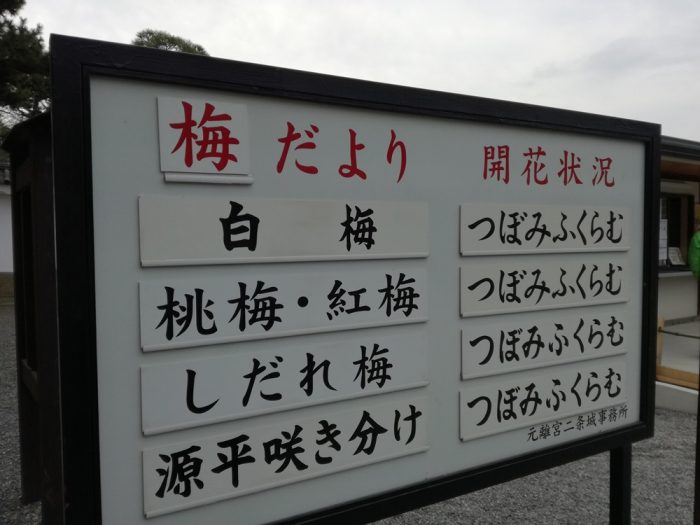 梅だより 開花状況
白梅 つぼみふくらむ
桃梅・紅梅 つぼみふくらむ
しだれ梅 つぼみふくらむ
源平咲き分け つぼみふくらむ
元離宮二条城事務所